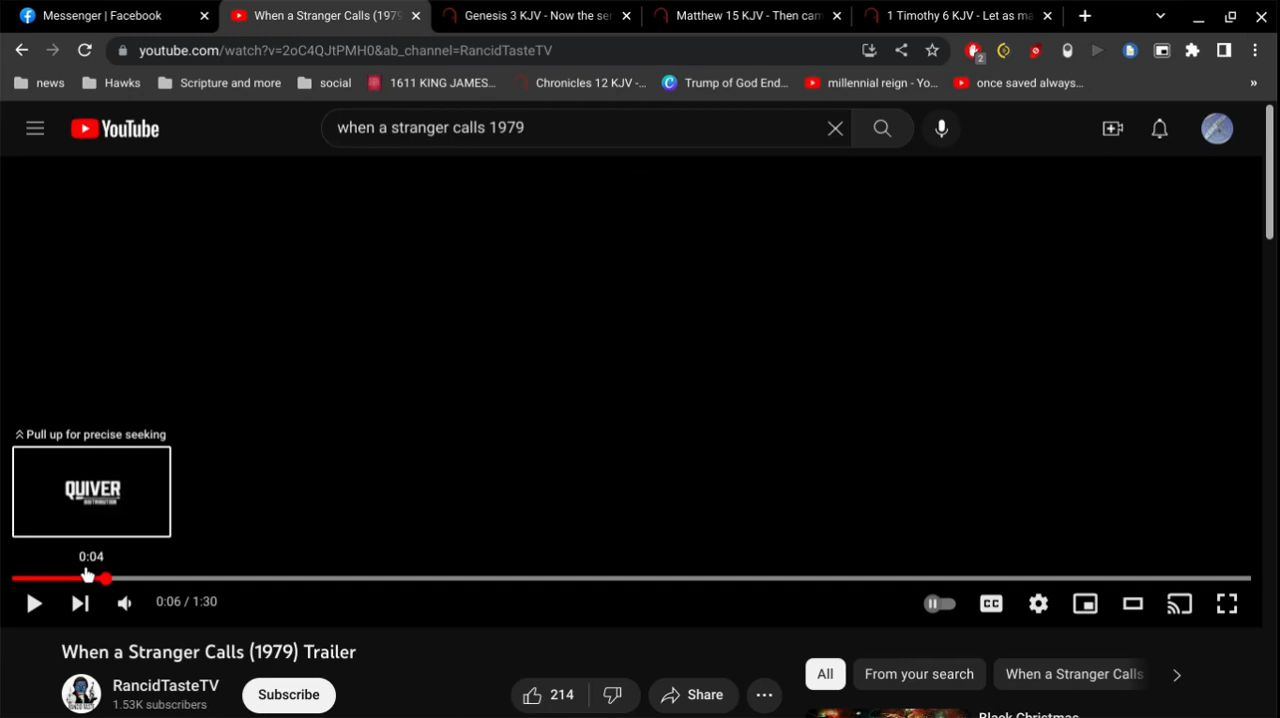 Messenger | Facebook
When a Stranger Calls (1979
Genesis 3 KJV - Now the ser
Matthew 15 KJV - Then cam
1 Timothy 6 KJV - Let as ma
youtube.com/watch?v=2oC4QJtPMH0&ab_channel=RancidTasteTV
2
news
Hawks
Scripture and more
social
1611 KING JAMES...
Chronicles 12 KJV -...
Trump of God End...
millennial reign - Yo...
once saved always...
»
YouTube
when a stranger calls 1979
Pull up for precise seeking
QUIVER
DISTRIBUTION
0:04
0:06 / 1:30
CC
When a Stranger Calls (1979) Trailer
RancidTasteTV
1.53K subscribers
Subscribe
214
Share
All
From your search
When a Stranger Calls
Black Christmas